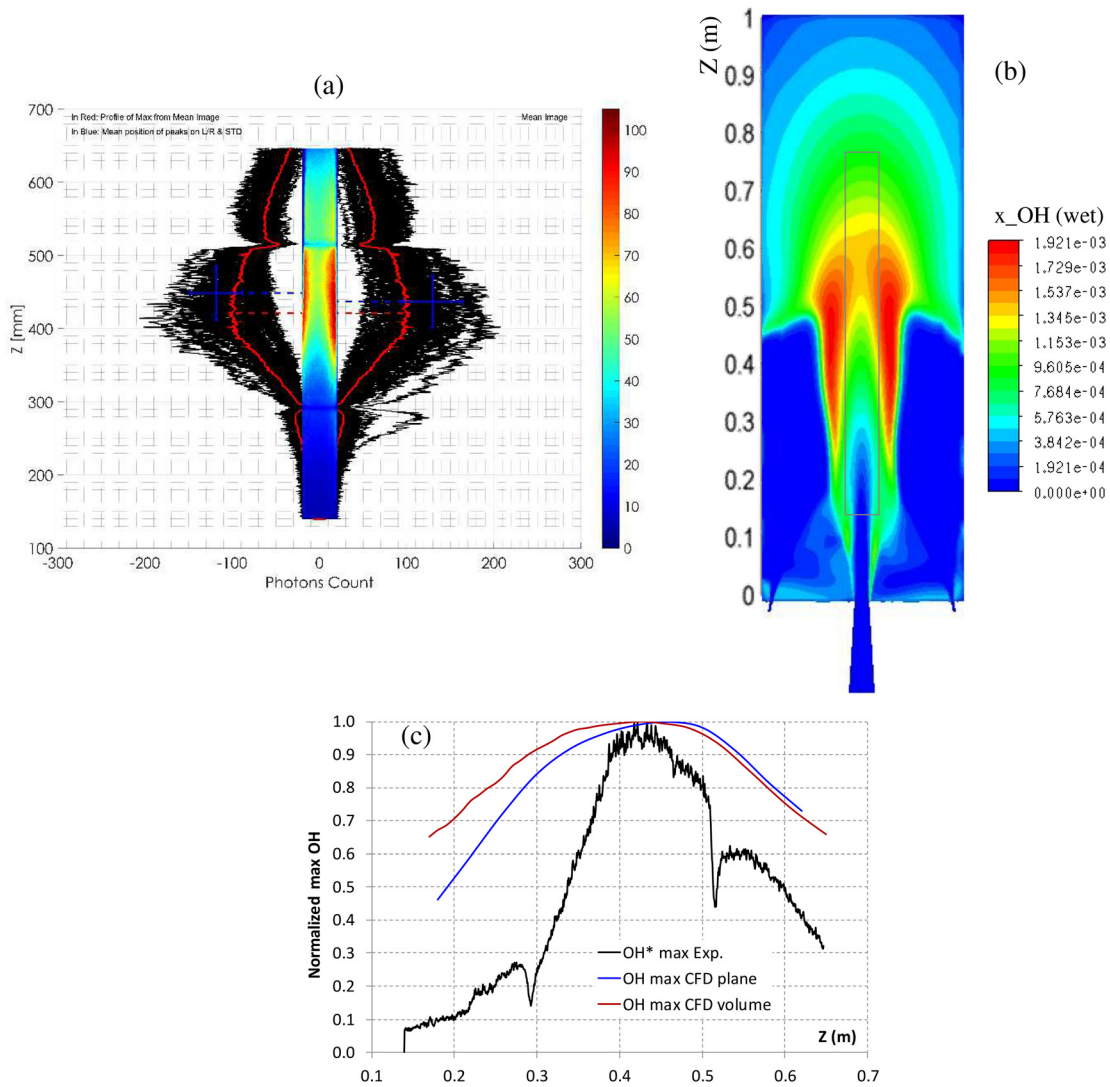 (a)
In Red: Profile of Max from Mean Image
Mean Image
In Blue: Mean position of peaks on L/R & STD
700
600
500
400
300
200
100
Z [mm]
-300
-200
-100
0
100
200
300
Photons Count
100
90
80
70
60
50
40
30
20
10
0
(b)
Z (m)
1
0.9
0.8
0.7
0.6
0.5
0.4
0.3
0.2
0.1
0
x_OH (wet)
1.921e-03
1.729e-03
1.537e-03
1.345e-03
1.153e-03
9.605e-04
7.684e-04
5.763e-04
3.842e-04
1.921e-04
0.000e+00
(c)
Normalized max OH
1.0
0.9
0.8
0.7
0.6
0.5
0.4
0.3
0.2
0.1
0.0
OH* max Exp.
OH max CFD plane
OH max CFD volume
Z (m)
0.1
0.2
0.3
0.4
0.5
0.6
0.7